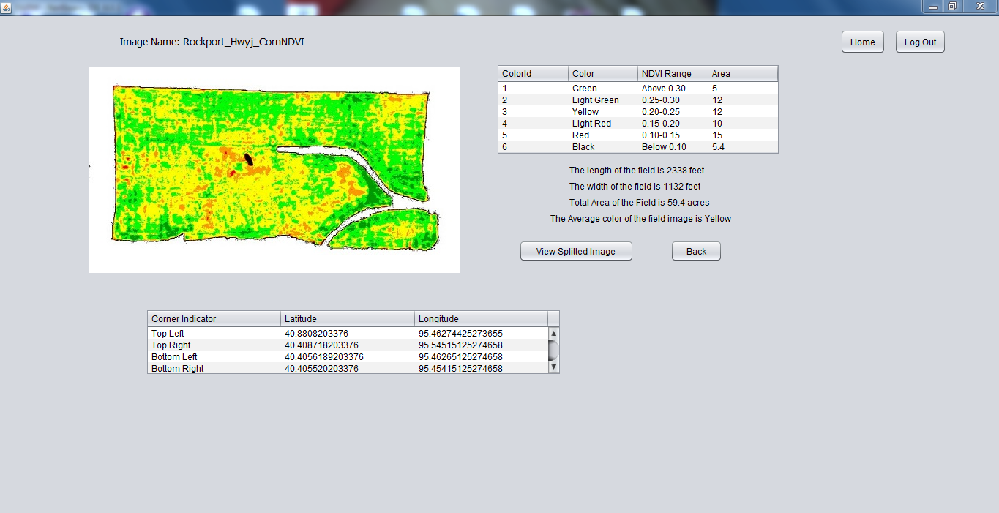 Image Name: Rockport_Hwyj_CornNDVI
Home Log Out
ColorId Color NDVI Range Area
1 Green Above 0.30 5
2 Light Green 0.25-0.30 12
3 Yellow 0.20-0.25 12
4 Light Red 0.15-0.20 10
5 Red 0.10-0.15 15
6 Black Below 0.10 5.4
The length of the field is 2338 feet
The width of the field is 1132 feet
Total Area of the Field is 59.4 acres
The Average color of the field image is Yellow
View Splitted Image Back
Corner Indicator Latitude Longitude
Top Left 40.8808203376 95.46274425273655
Top Right 40.408718203376 95.54515125274658
Bottom Left 40.4056189203376 95.46265125274658
Bottom Right 40.405520203376 95.45415125274658